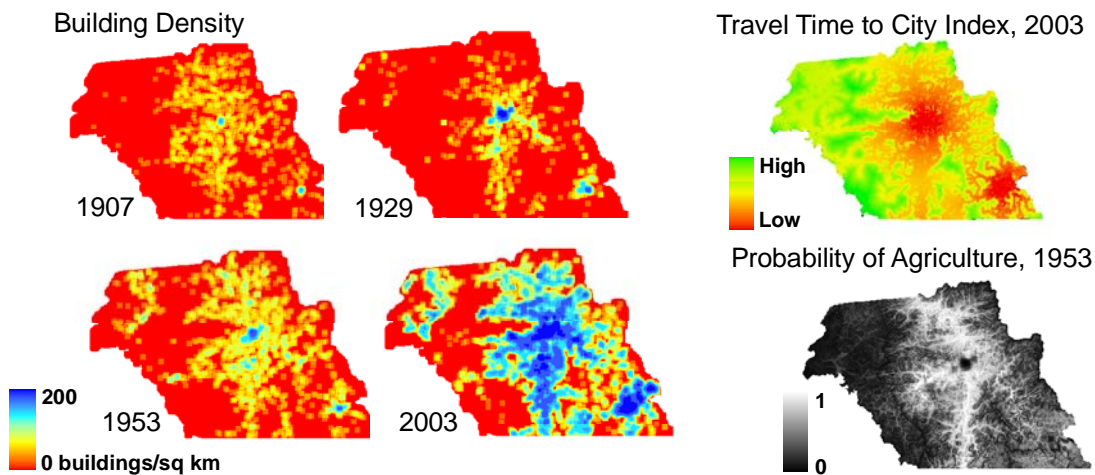 Building Density
1907
1929
1953
2003
200
0 buildings/sq km
Travel Time to City Index, 2003
High
Low
Probability of Agriculture, 1953
1
0